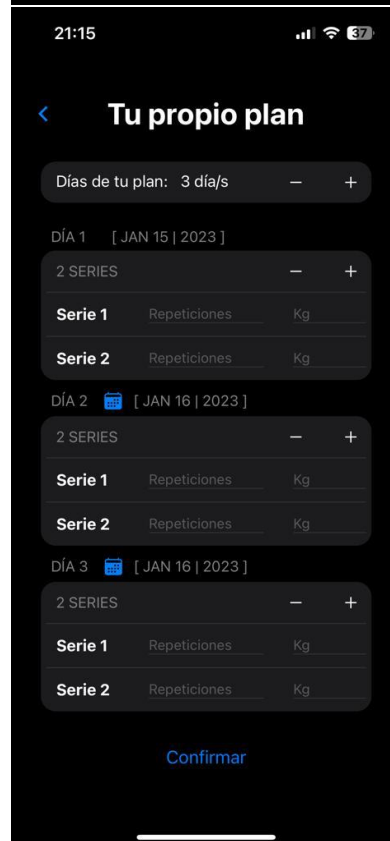 21:15 37
Tu propio plan
Días de tu plan: 3 día/s − +
DÍA 1 [ JAN 15 | 2023 ]
2 SERIES − +
Serie 1 Repeticiones Kg
Serie 2 Repeticiones Kg
DÍA 2 [ JAN 16 | 2023 ]
2 SERIES − +
Serie 1 Repeticiones Kg
Serie 2 Repeticiones Kg
DÍA 3 [ JAN 16 | 2023 ]
2 SERIES − +
Serie 1 Repeticiones Kg
Serie 2 Repeticiones Kg
Confirmar